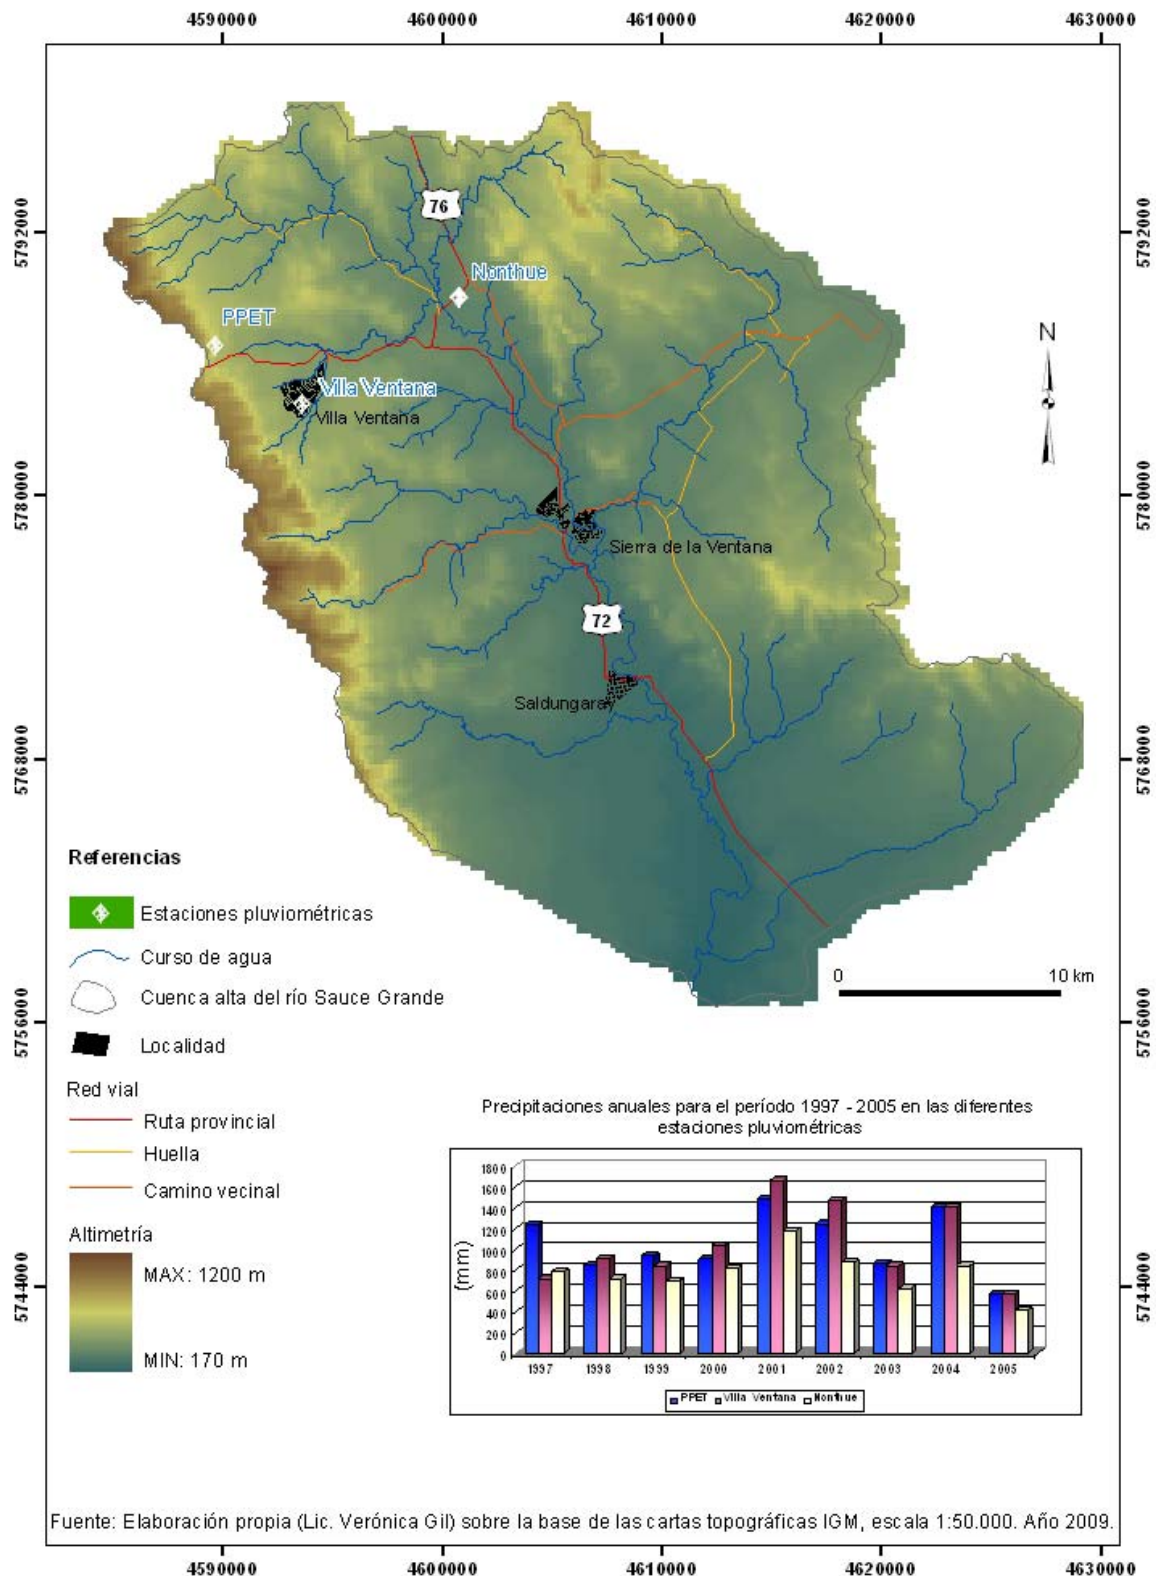 4590000 4600000 4610000 4620000 4630000
5792000 5792000
76
Nonthue
PPET
N
Villa Ventana
Villa Ventana
5780000 5780000
Sierra de la Ventana
72
Saldungara
5768000 5768000
Referencias
Estaciones pluviométricas
Curso de agua
Cuenca alta del río Sauce Grande
Localidad
0 10 km
5756000 5756000
Red vial
Ruta provincial
Huella
Camino vecinal
Altimetría
MAX: 1200 m
MIN: 170 m
Precipitaciones anuales para el período 1997 - 2005 en las diferentes
estaciones pluviométricas
(mm)
1800
1600
1400
1200
1000
800
600
400
200
0
1997 1998 1999 2000 2001 2002 2003 2004 2005
PPET Villa Ventana Nonthue
5744000 5744000
Fuente: Elaboración propia (Lic. Verónica Gil) sobre la base de las cartas topográficas IGM, escala 1:50.000. Año 2009.
4590000 4600000 4610000 4620000 4630000